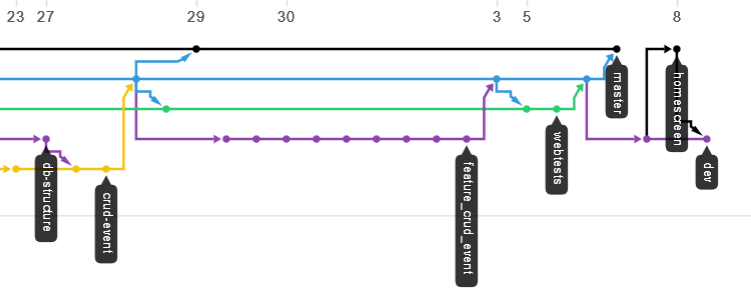 23 27 29 30 3 5 8
master
homescreen
webtests
db-structure
feature_crud_event
dev
crud-event